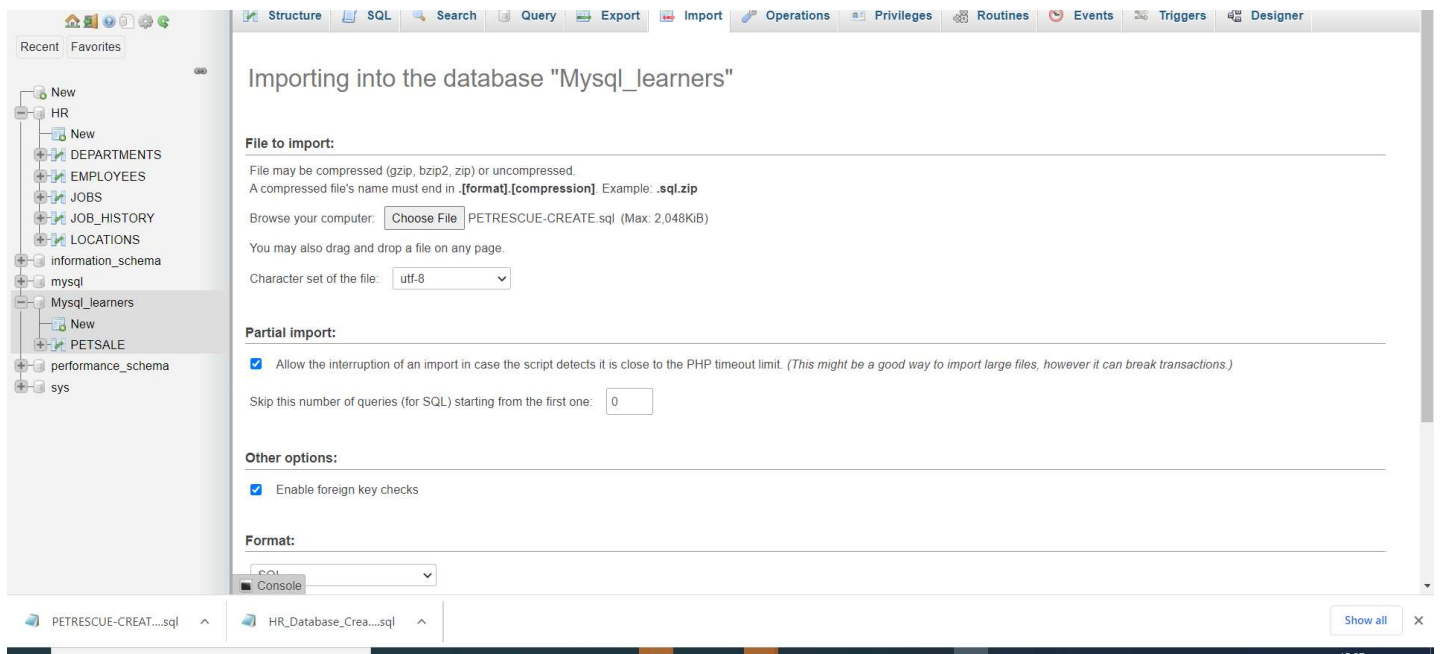 Structure SQL Search Query Export Import Operations Privileges Routines Events Triggers Designer
Recent Favorites
New
HR
New
DEPARTMENTS
EMPLOYEES
JOBS
JOB_HISTORY
LOCATIONS
information_schema
mysql
Mysql_learners
New
PETSALE
performance_schema
sys
Importing into the database "Mysql_learners"
File to import:
File may be compressed (gzip, bzip2, zip) or uncompressed.
A compressed file's name must end in .[format].[compression]. Example: .sql.zip
Browse your computer: Choose File PETRESCUE-CREATE.sql (Max: 2,048KiB)
You may also drag and drop a file on any page.
Character set of the file: utf-8
Partial import:
Allow the interruption of an import in case the script detects it is close to the PHP timeout limit. (This might be a good way to import large files, however it can break transactions.)
Skip this number of queries (for SQL) starting from the first one: 0
Other options:
Enable foreign key checks
Format:
SQL
Console
PETRESCUE-CREAT....sql HR_Database_Crea....sql Show all